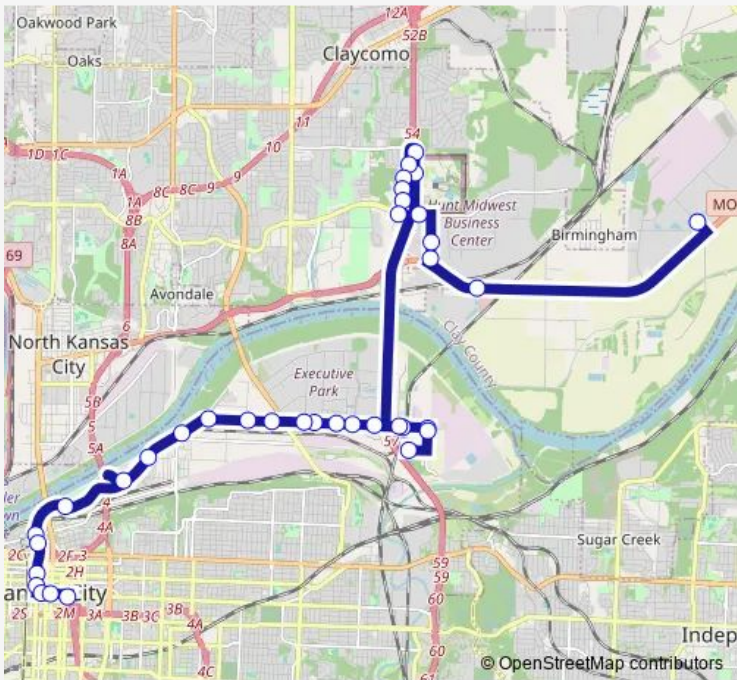 Oakwood Park
12A
52B
Claycomo
Oaks
11
54
10
1D 1C
9
9
1A
8C
8C
1A
8B
Hunt Midwest
Business
Center
MO
8A
Birmingham
69
Avondale
6
Clay County
North Kansas
City
Executive
Park
5B
5
5A
57
4
4A
Sugar Creek
2F 3
2H
59
59
City
2S
2M
3A
3B 3C
3B
4A
60
60
Indep
4C
61
© OpenStreetMap contributors